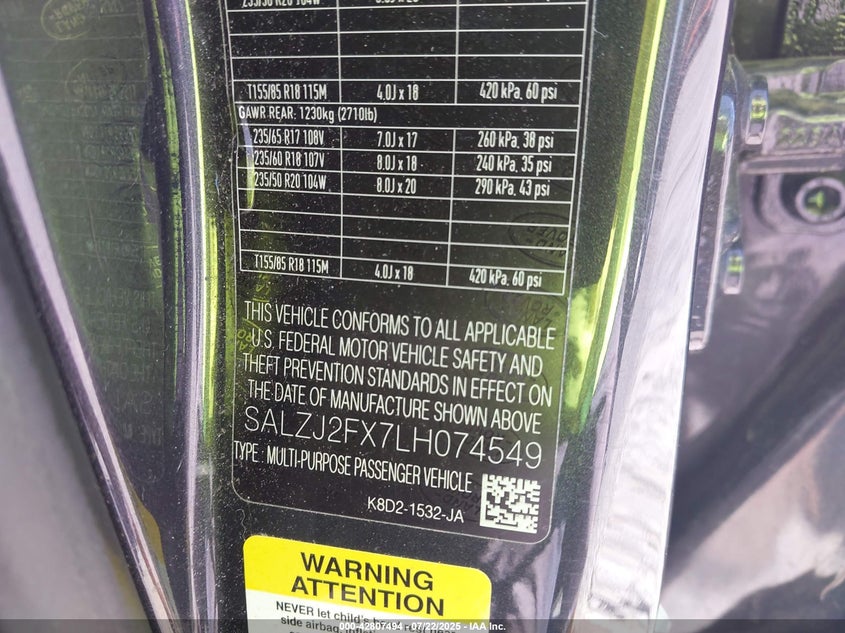 235/50 R20 104W
T155/85 R18 115M 4.0J x 18 420 kPa, 60 psi
GAWR REAR: 1230kg (2710lb)
235/65 R17 108V 7.0J x 17 260 kPa, 38 psi
235/60 R18 107V 8.0J x 18 240 kPa, 35 psi
235/50 R20 104W 8.0J x 20 290 kPa, 43 psi
T155/85 R18 115M 4.0J x 18 420 kPa, 60 psi
THIS VEHICLE CONFORMS TO ALL APPLICABLE
U.S. FEDERAL MOTOR VEHICLE SAFETY AND
THEFT PREVENTION STANDARDS IN EFFECT ON
THE DATE OF MANUFACTURE SHOWN ABOVE
SALZJ2FX7LH074549
TYPE : MULTI-PURPOSE PASSENGER VEHICLE
K8D2-1532-JA
WARNING
ATTENTION
NEVER let child's
side airbag.
000 - 42807494 - 07/22/2025 - IAA Inc.